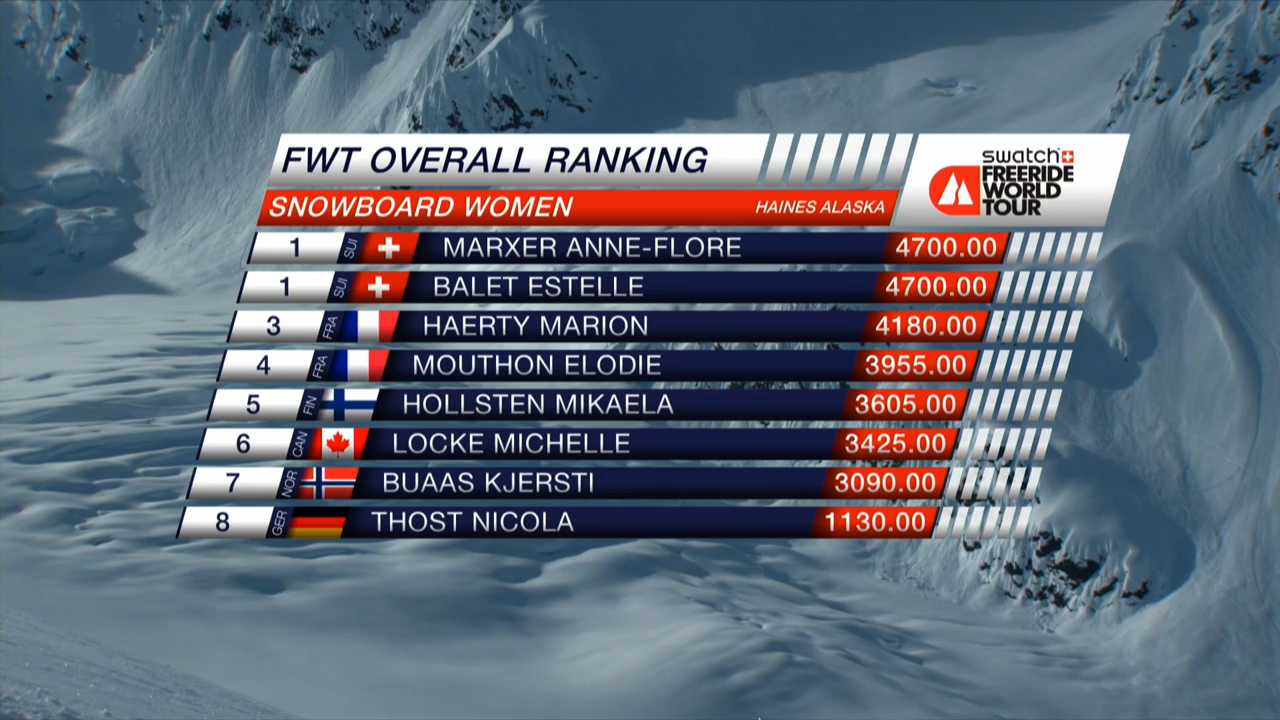 FWT OVERALL RANKING
swatch
FREERIDE
WORLD
TOUR
SNOWBOARD WOMEN HAINES ALASKA
1 SUI MARXER ANNE-FLORE 4700.00
1 SUI BALET ESTELLE 4700.00
3 FRA HAERTY MARION 4180.00
4 FRA MOUTHON ELODIE 3955.00
5 FIN HOLLSTEN MIKAELA 3605.00
6 CAN LOCKE MICHELLE 3425.00
7 NOR BUAAS KJERSTI 3090.00
8 GER THOST NICOLA 1130.00